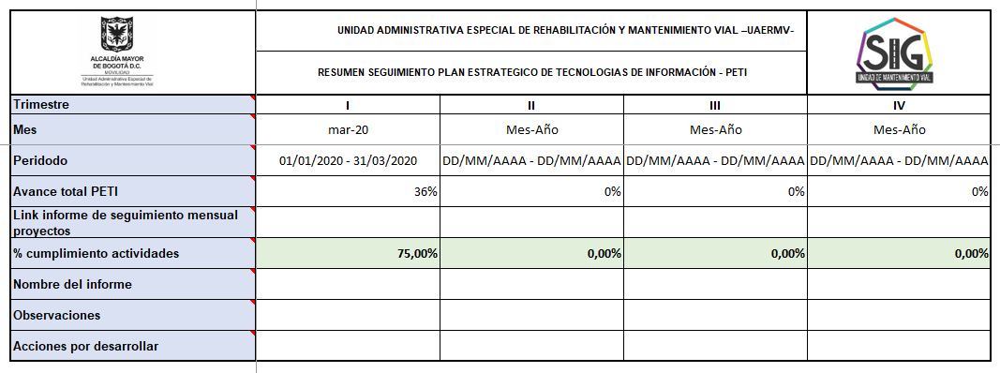 UNIDAD ADMINISTRATIVA ESPECIAL DE REHABILITACIÓN Y MANTENIMIENTO VIAL –UAERMV-
ALCALDÍA MAYOR
DE BOGOTÁ D.C.
MOVILIDAD
Unidad Administrativa Especial de
Rehabilitación y Mantenimiento Vial
RESUMEN SEGUIMIENTO PLAN ESTRATEGICO DE TECNOLOGIAS DE INFORMACIÓN - PETI
SIG
UNIDAD DE MANTENIMIENTO VIAL
Trimestre I II III IV
Mes mar-20 Mes-Año Mes-Año Mes-Año
Peridodo 01/01/2020 - 31/03/2020 DD/MM/AAAA - DD/MM/AAAA DD/MM/AAAA - DD/MM/AAAA DD/MM/AAAA - DD/MM/AAAA
Avance total PETI 36% 0% 0% 0%
Link informe de seguimiento mensual
proyectos
% cumplimiento actividades 75,00% 0,00% 0,00% 0,00%
Nombre del informe
Observaciones
Acciones por desarrollar